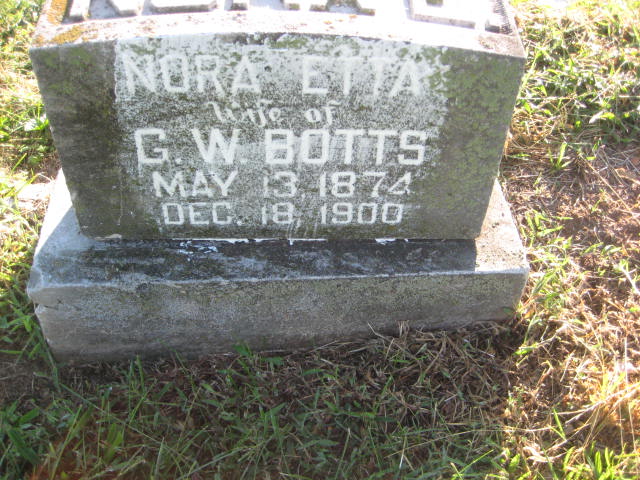 NORA ETTA
Wife of
G. W. BOTTS
MAY 13, 1874
DEC. 18, 1900